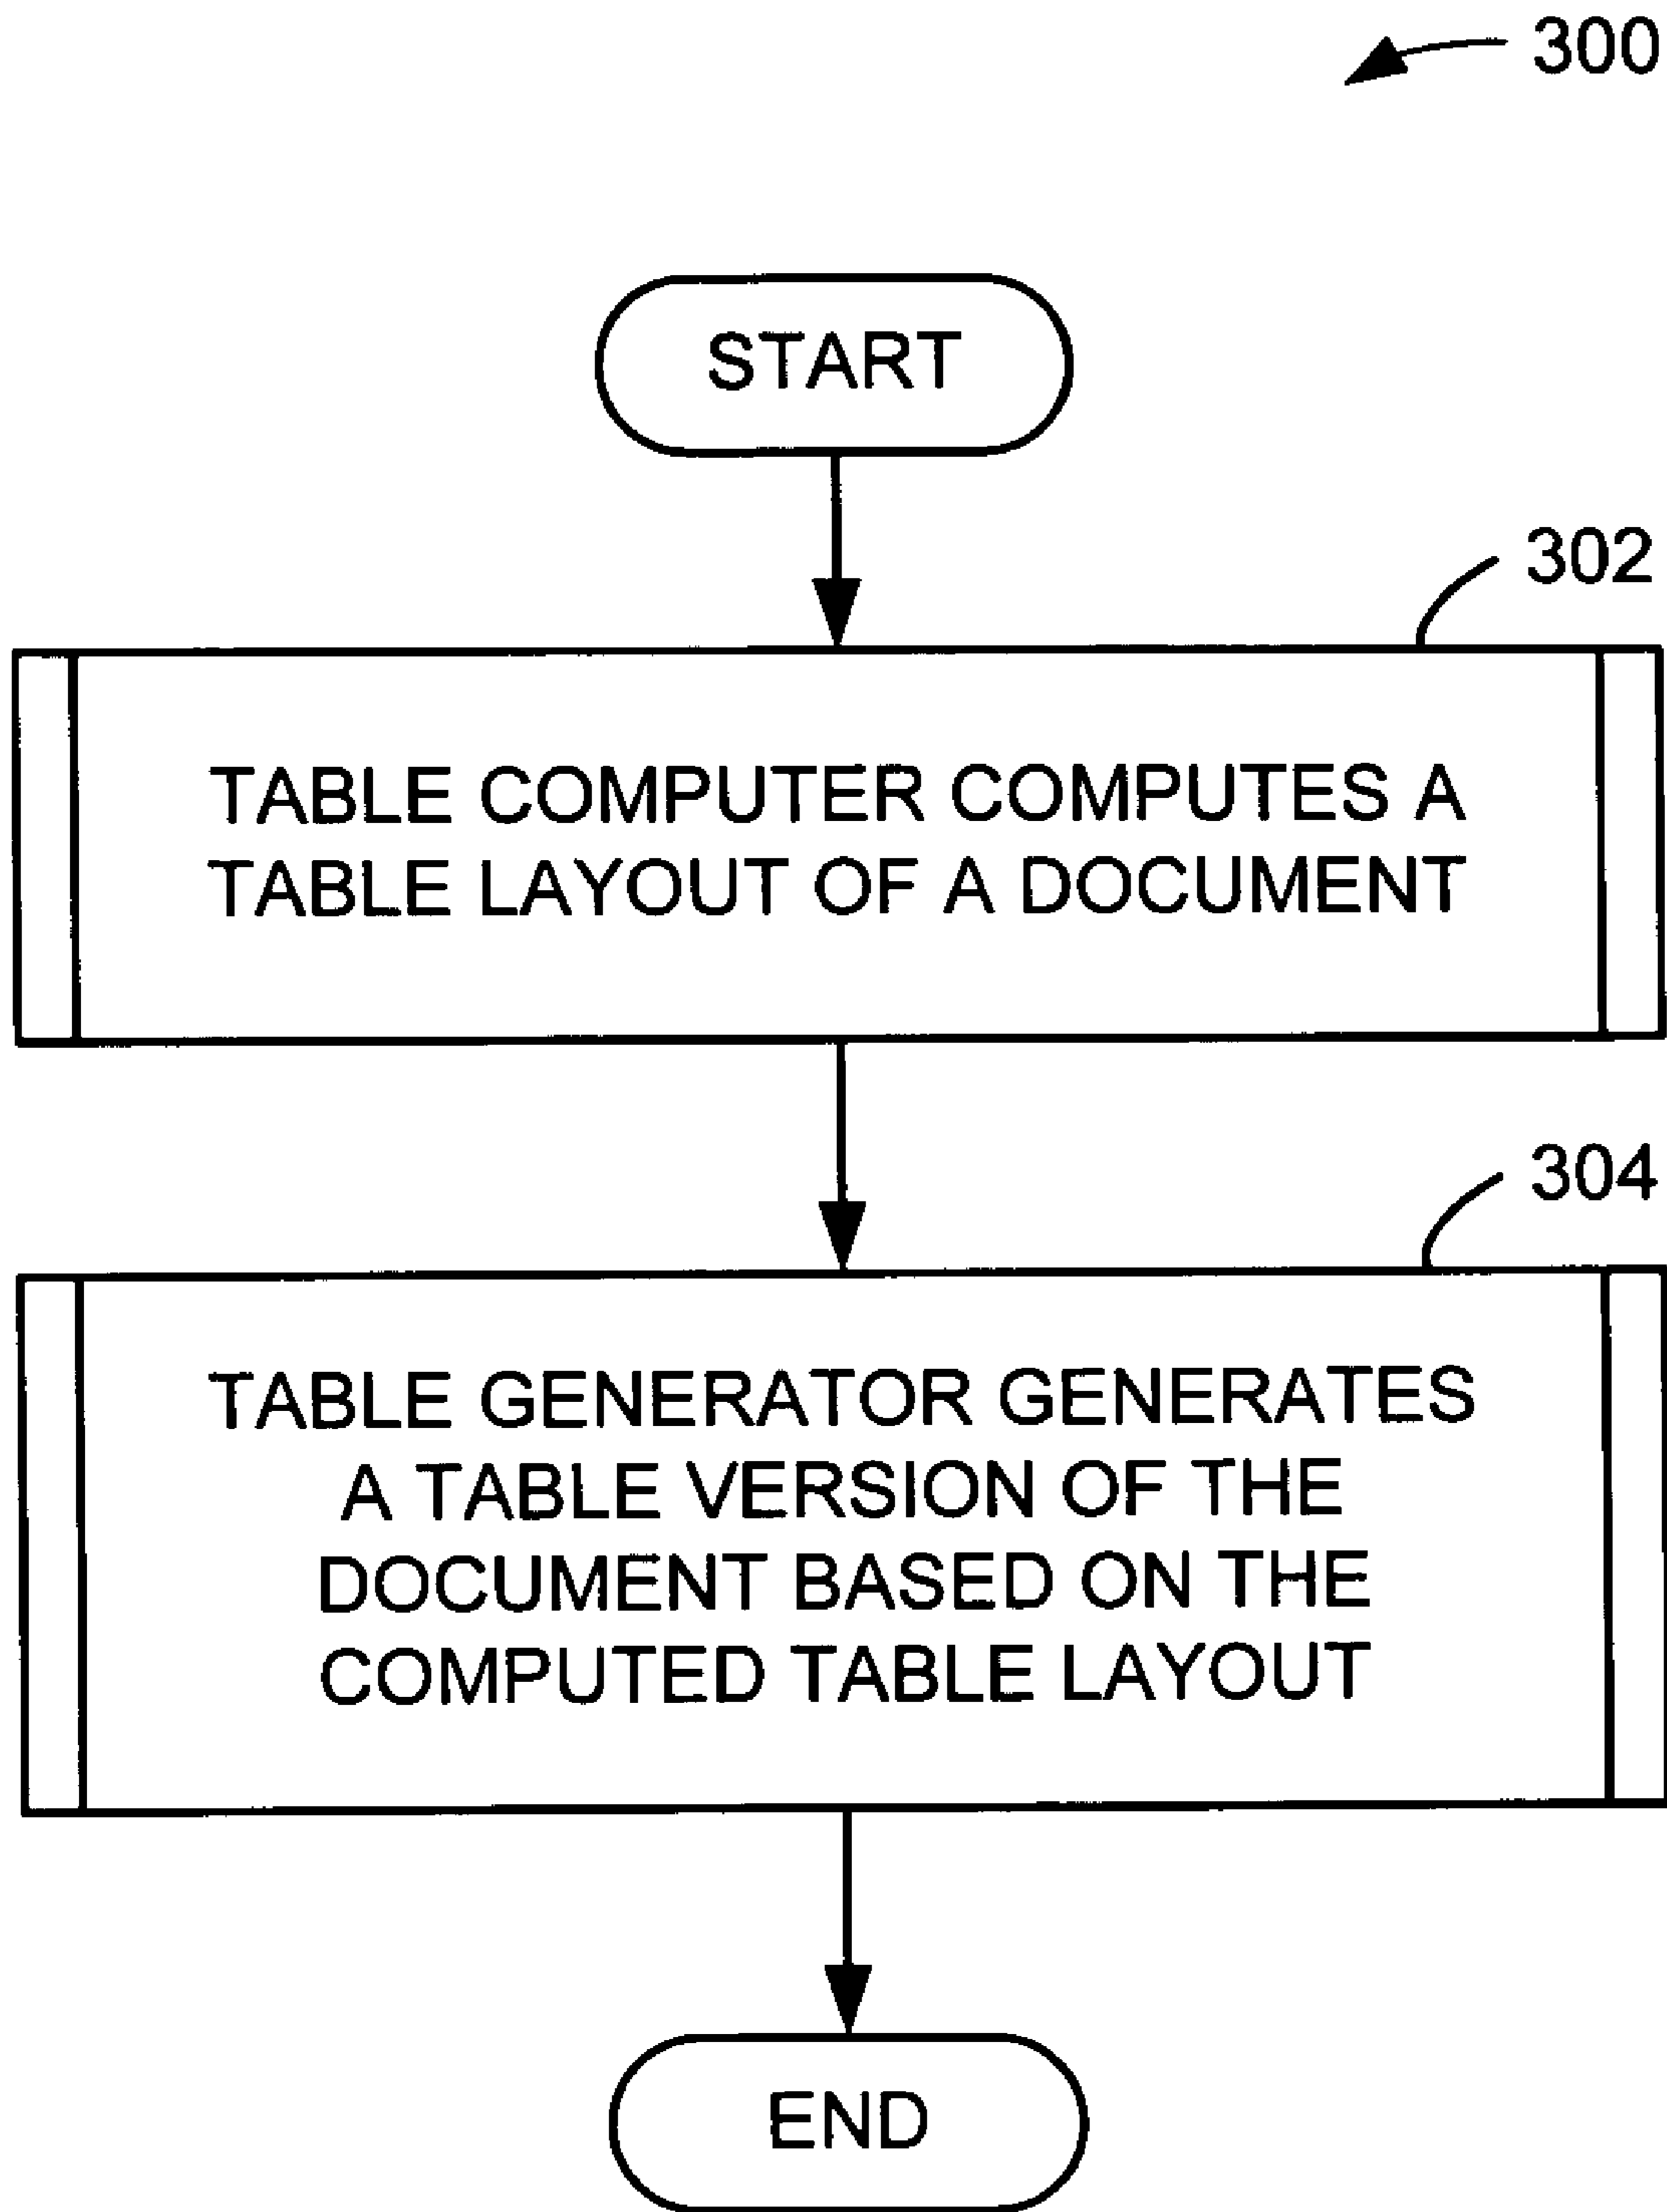 300
START
302
TABLE COMPUTER COMPUTES A
TABLE LAYOUT OF A DOCUMENT
304
TABLE GENERATOR GENERATES
A TABLE VERSION OF THE
DOCUMENT BASED ON THE
COMPUTED TABLE LAYOUT
END